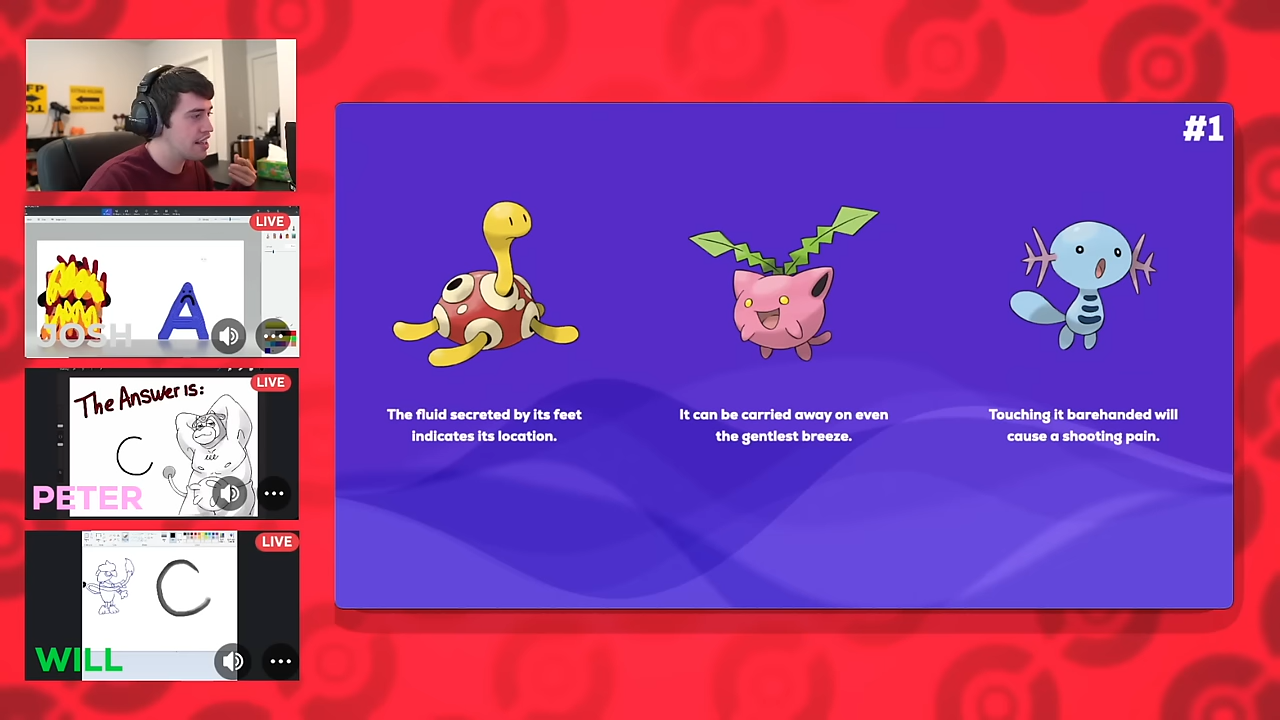 #1
LIVE
JOSH
A
LIVE
The Answer is:
C
PETER
LIVE
C
WILL
The fluid secreted by its feet
indicates its location.
It can be carried away on even
the gentlest breeze.
Touching it barehanded will
cause a shooting pain.